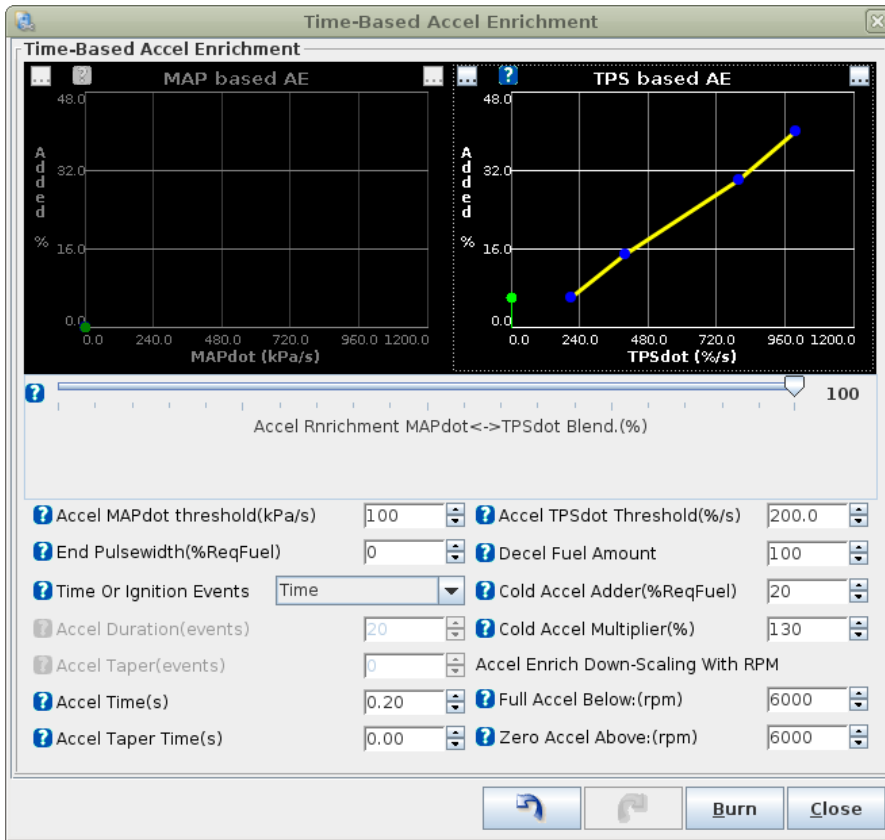 Time-Based Accel Enrichment
Time-Based Accel Enrichment
... ? MAP based AE ...
48.0
32.0
16.0
0.0
Added %
0.0 240.0 480.0 720.0 960.0 1200.0
MAPdot (kPa/s)
... ? TPS based AE ...
48.0
32.0
16.0
0.0
Added %
0.0 240.0 480.0 720.0 960.0 1200.0
TPSdot (%/s)
? 100
Accel Rnrichment MAPdot<->TPSdot Blend.(%)
? Accel MAPdot threshold(kPa/s) 100 ? Accel TPSdot Threshold(%/s) 200.0
? End Pulsewidth(%ReqFuel) 0 ? Decel Fuel Amount 100
? Time Or Ignition Events Time ? Cold Accel Adder(%ReqFuel) 20
? Accel Duration(events) 20 ? Cold Accel Multiplier(%) 130
? Accel Taper(events) 0 Accel Enrich Down-Scaling With RPM
? Accel Time(s) 0.20 ? Full Accel Below:(rpm) 6000
? Accel Taper Time(s) 0.00 ? Zero Accel Above:(rpm) 6000
Burn Close